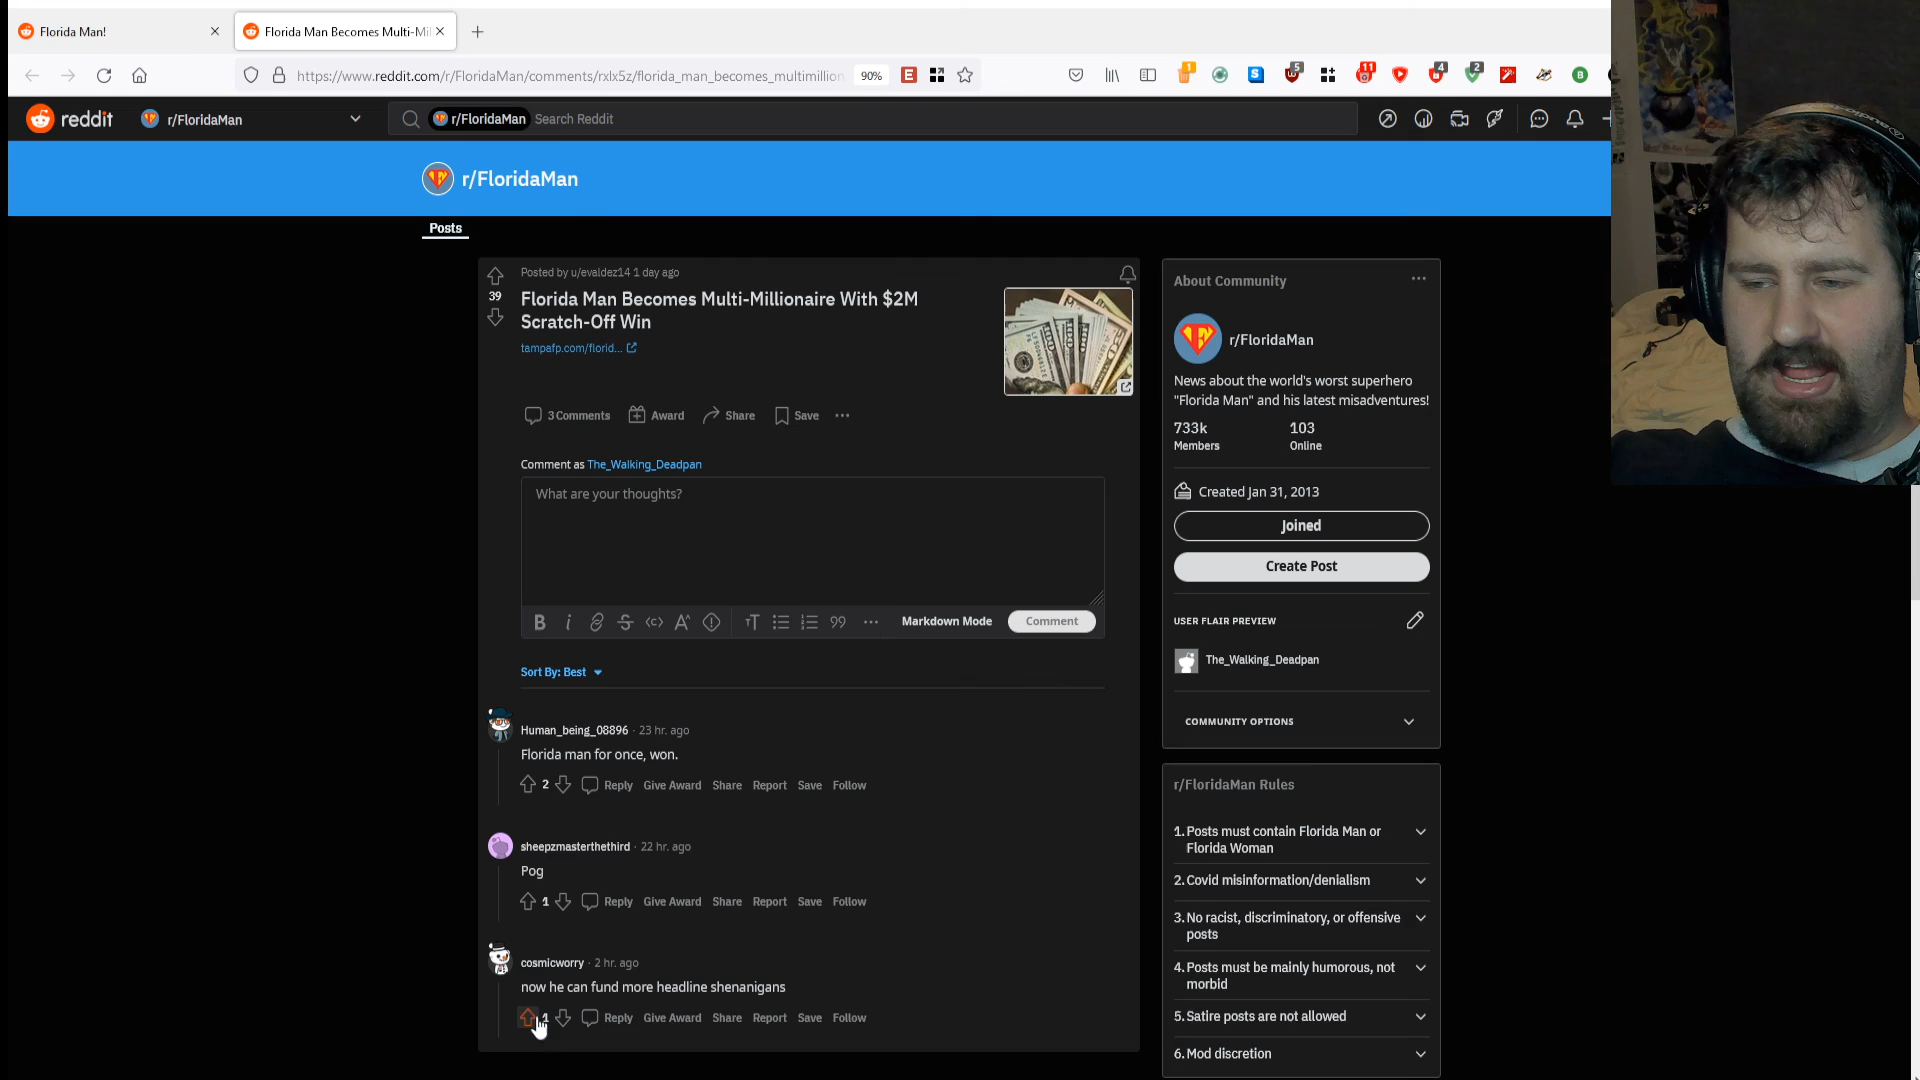 Florida Man!
Florida Man Becomes Multi-Mil
https://www.reddit.com/r/FloridaMan/comments/rxlx5z/florida_man_becomes_multimillion
90%
E
1
S
5
11
4
2
B
reddit
r/FloridaMan
r/FloridaMan Search Reddit
r/FloridaMan
Posts
Posted by u/evaldez14 1 day ago
39
Florida Man Becomes Multi-Millionaire With $2M
Scratch-Off Win
tampafp.com/florid...
3 Comments
Award
Share
Save
Comment as The_Walking_Deadpan
What are your thoughts?
Markdown Mode
Comment
Sort By: Best
Human_being_08896 · 23 hr. ago
Florida man for once, won.
2 Reply Give Award Share Report Save Follow
sheepzmasterthethird · 22 hr. ago
Pog
1 Reply Give Award Share Report Save Follow
cosmicworry · 2 hr. ago
now he can fund more headline shenanigans
1 Reply Give Award Share Report Save Follow
About Community
r/FloridaMan
News about the world's worst superhero
"Florida Man" and his latest misadventures!
733k
Members
103
Online
Created Jan 31, 2013
Joined
Create Post
USER FLAIR PREVIEW
The_Walking_Deadpan
COMMUNITY OPTIONS
r/FloridaMan Rules
1. Posts must contain Florida Man or
Florida Woman
2. Covid misinformation/denialism
3. No racist, discriminatory, or offensive
posts
4. Posts must be mainly humorous, not
morbid
5. Satire posts are not allowed
6. Mod discretion